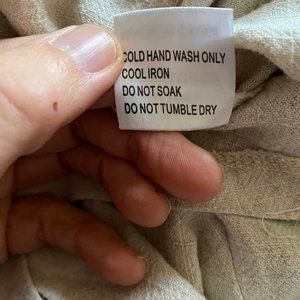 COLD HAND WASH ONLY
COOL IRON
DO NOT SOAK
DO NOT TUMBLE DRY